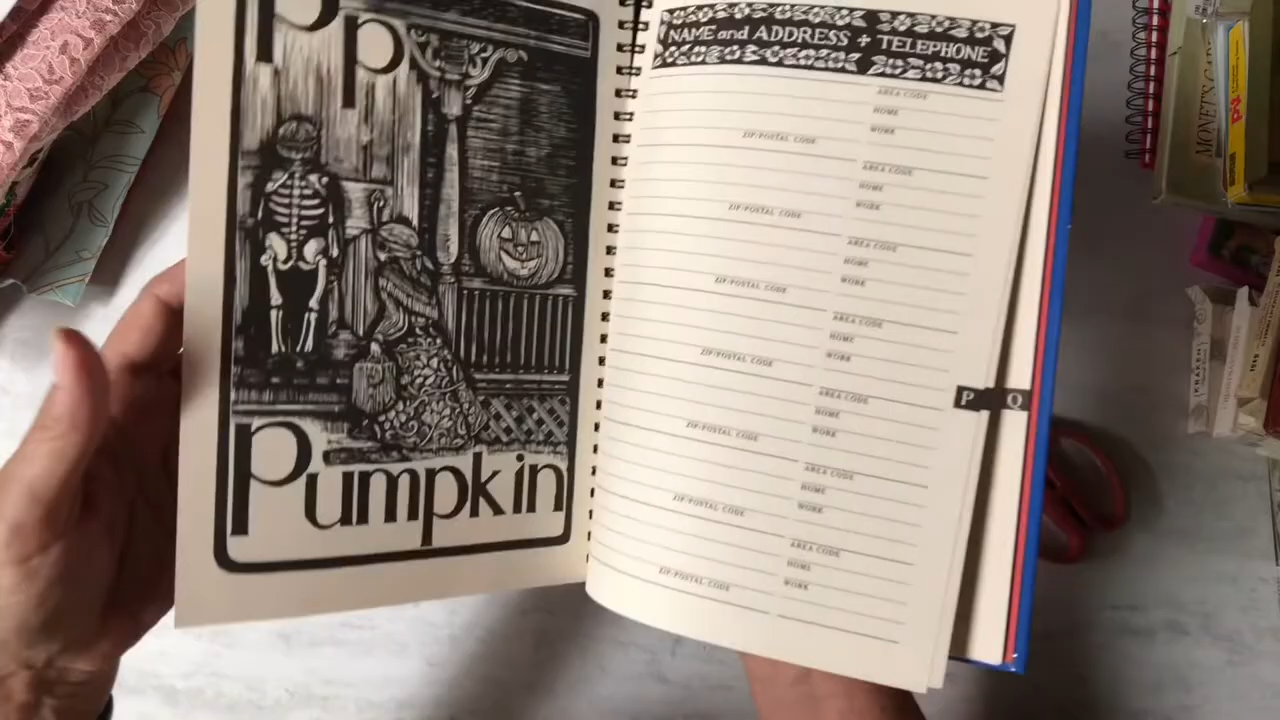 Pp
Pumpkin
NAME and ADDRESS + TELEPHONE
AREA CODE
HOME
WORK
ZIP/POSTAL CODE
AREA CODE
HOME
WORK
ZIP/POSTAL CODE
AREA CODE
HOME
WORK
ZIP/POSTAL CODE
AREA CODE
HOME
WORK
ZIP/POSTAL CODE
AREA CODE
HOME
WORK
ZIP/POSTAL CODE
AREA CODE
HOME
WORK
ZIP/POSTAL CODE
AREA CODE
HOME
WORK
ZIP/POSTAL CODE
P Q
MONET'S
KRAKEN